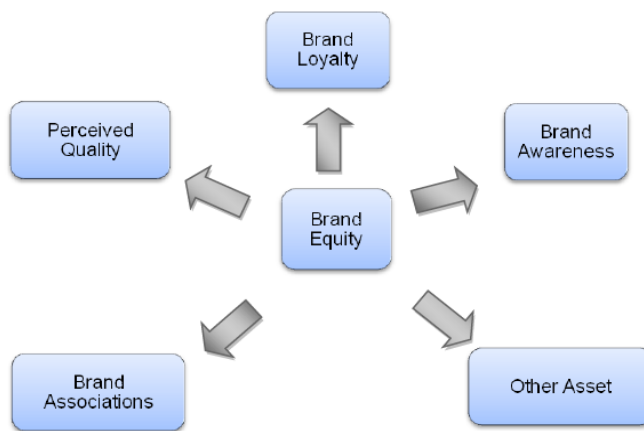 Brand
Loyalty
Perceived
Quality
Brand
Awareness
Brand
Equity
Brand
Associations
Other Asset